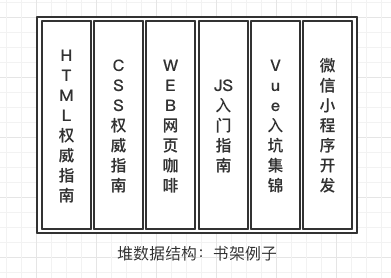 HTML权威指南
CSS权威指南
WEB网页咖啡
JS入门指南
Vue入坑集锦
微信小程序开发
堆数据结构：书架例子